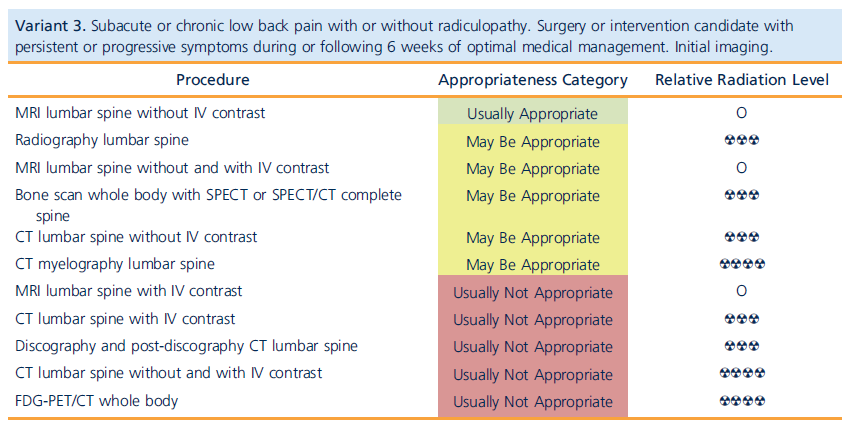 Variant 3. Subacute or chronic low back pain with or without radiculopathy. Surgery or intervention candidate with
persistent or progressive symptoms during or following 6 weeks of optimal medical management. Initial imaging.
Procedure Appropriateness Category Relative Radiation Level
MRI lumbar spine without IV contrast Usually Appropriate O
Radiography lumbar spine May Be Appropriate ☢☢☢
MRI lumbar spine without and with IV contrast May Be Appropriate O
Bone scan whole body with SPECT or SPECT/CT complete May Be Appropriate ☢☢☢
spine
CT lumbar spine without IV contrast May Be Appropriate ☢☢☢
CT myelography lumbar spine May Be Appropriate ☢☢☢☢
MRI lumbar spine with IV contrast Usually Not Appropriate O
CT lumbar spine with IV contrast Usually Not Appropriate ☢☢☢
Discography and post-discography CT lumbar spine Usually Not Appropriate ☢☢☢
CT lumbar spine without and with IV contrast Usually Not Appropriate ☢☢☢☢
FDG-PET/CT whole body Usually Not Appropriate ☢☢☢☢